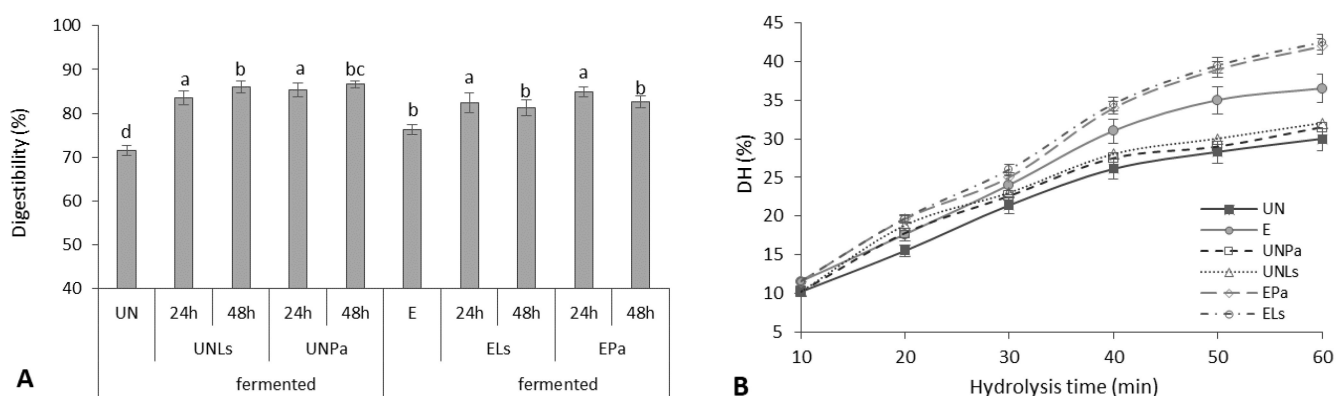 100
90
80
70
60
50
40
Digestibility (%)
d
a
b
a
bc
b
a
b
a
b
UN
24h
48h
24h
48h
E
24h
48h
24h
48h
UNLs
UNPa
ELs
EPa
fermented
fermented
A
45
40
35
30
25
20
15
10
5
DH (%)
10
20
30
40
50
60
Hydrolysis time (min)
UN
E
UNPa
UNLs
EPa
ELs
B